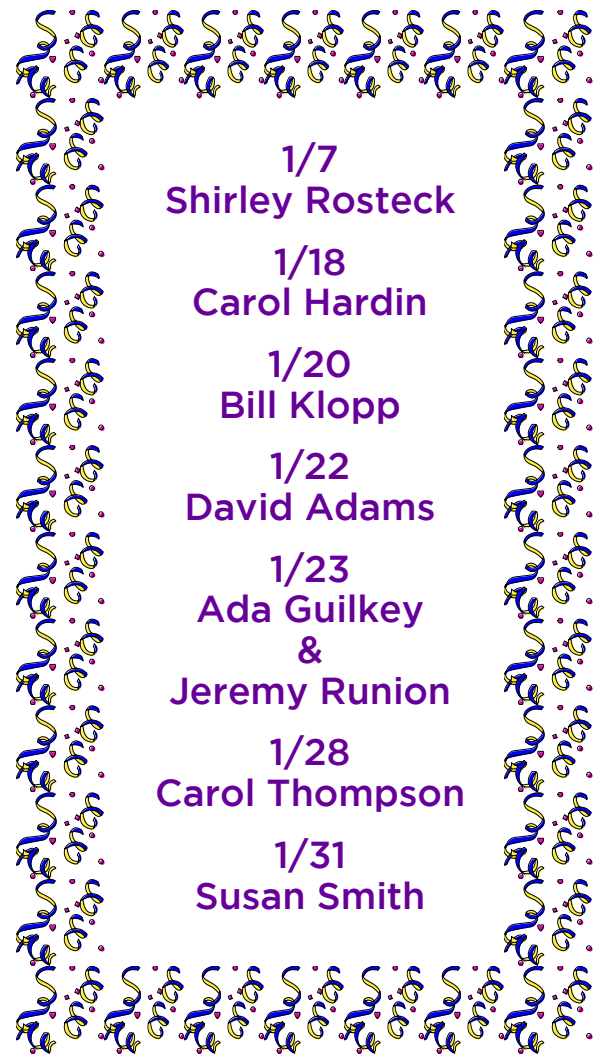 1/7
Shirley Rosteck
1/18
Carol Hardin
1/20
Bill Klopp
1/22
David Adams
1/23
Ada Guilkey
&
Jeremy Runion
1/28
Carol Thompson
1/31
Susan Smith